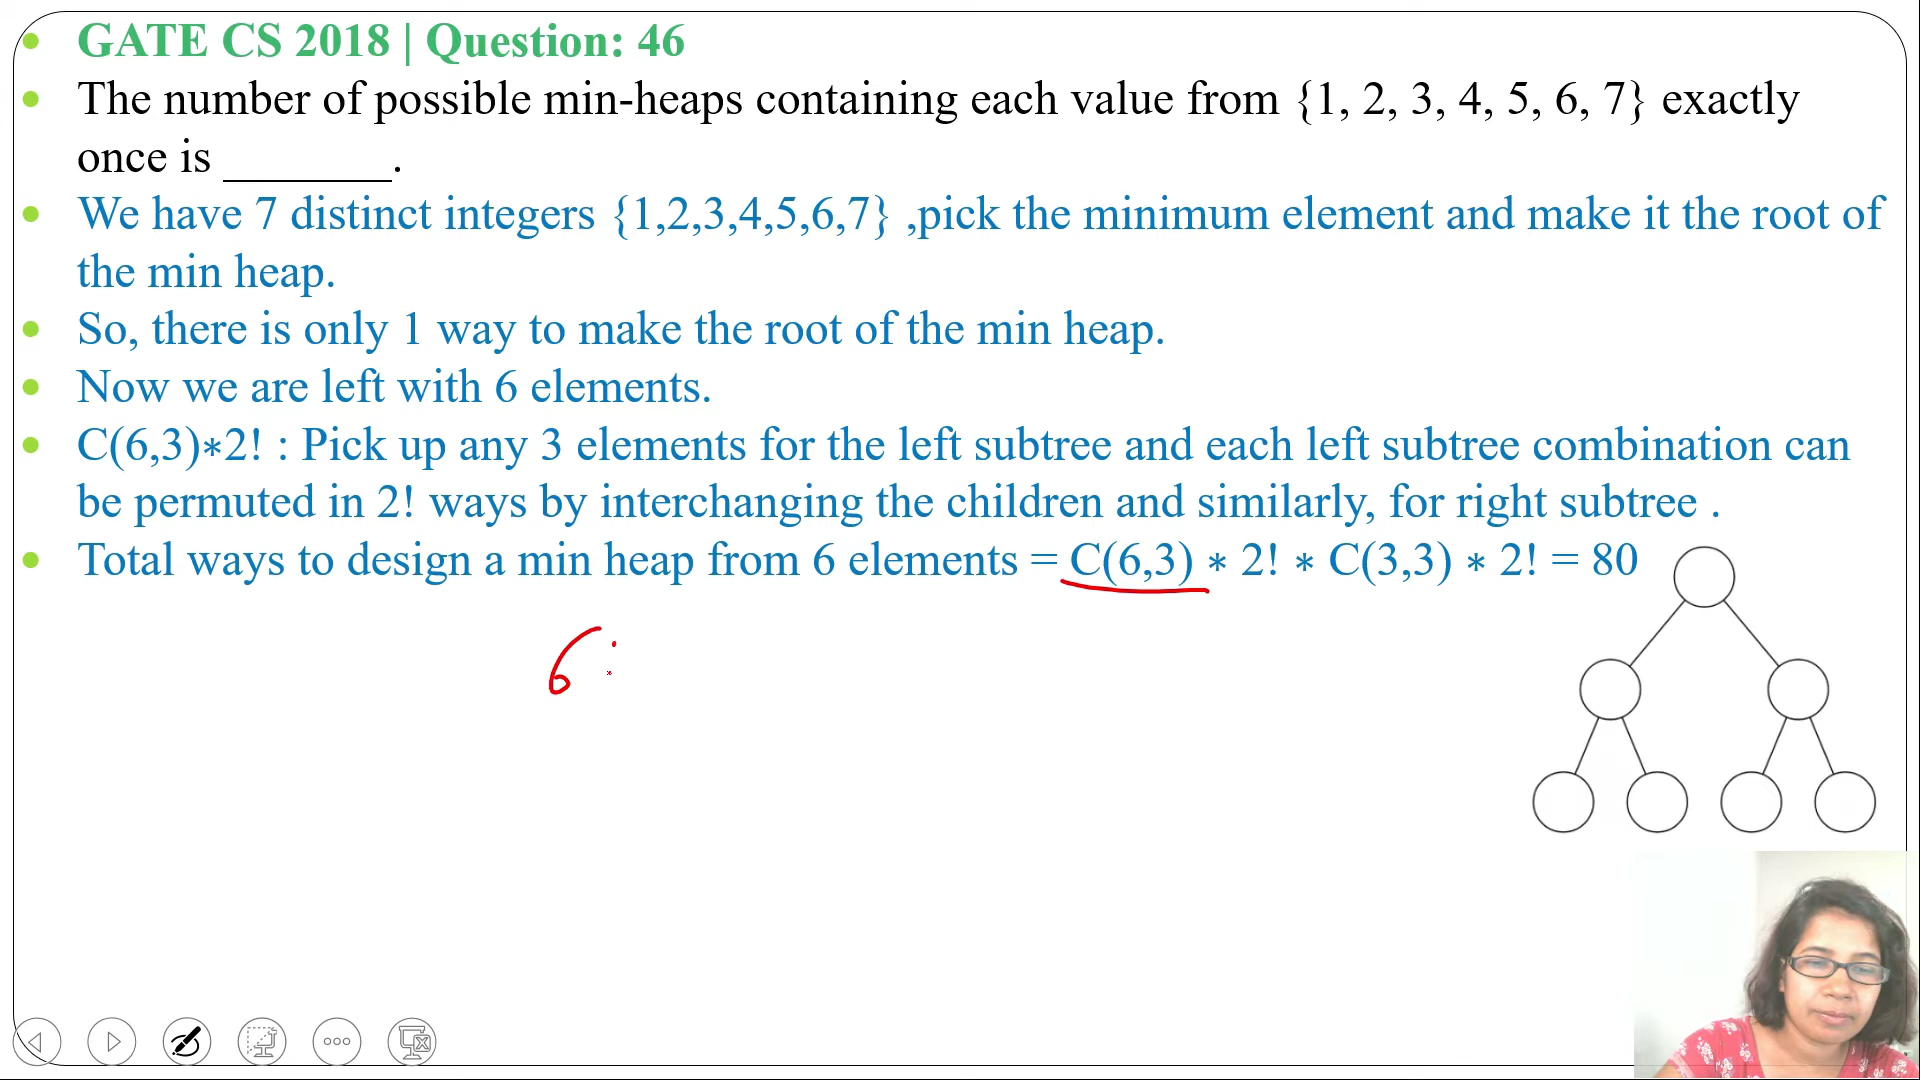 GATE CS 2018 | Question: 46
The number of possible min-heaps containing each value from {1, 2, 3, 4, 5, 6, 7} exactly
once is _______.
We have 7 distinct integers {1,2,3,4,5,6,7} ,pick the minimum element and make it the root of
the min heap.
So, there is only 1 way to make the root of the min heap.
Now we are left with 6 elements.
C(6,3)∗2! : Pick up any 3 elements for the left subtree and each left subtree combination can
be permuted in 2! ways by interchanging the children and similarly, for right subtree .
Total ways to design a min heap from 6 elements = C(6,3) ∗ 2! ∗ C(3,3) ∗ 2! = 80
6